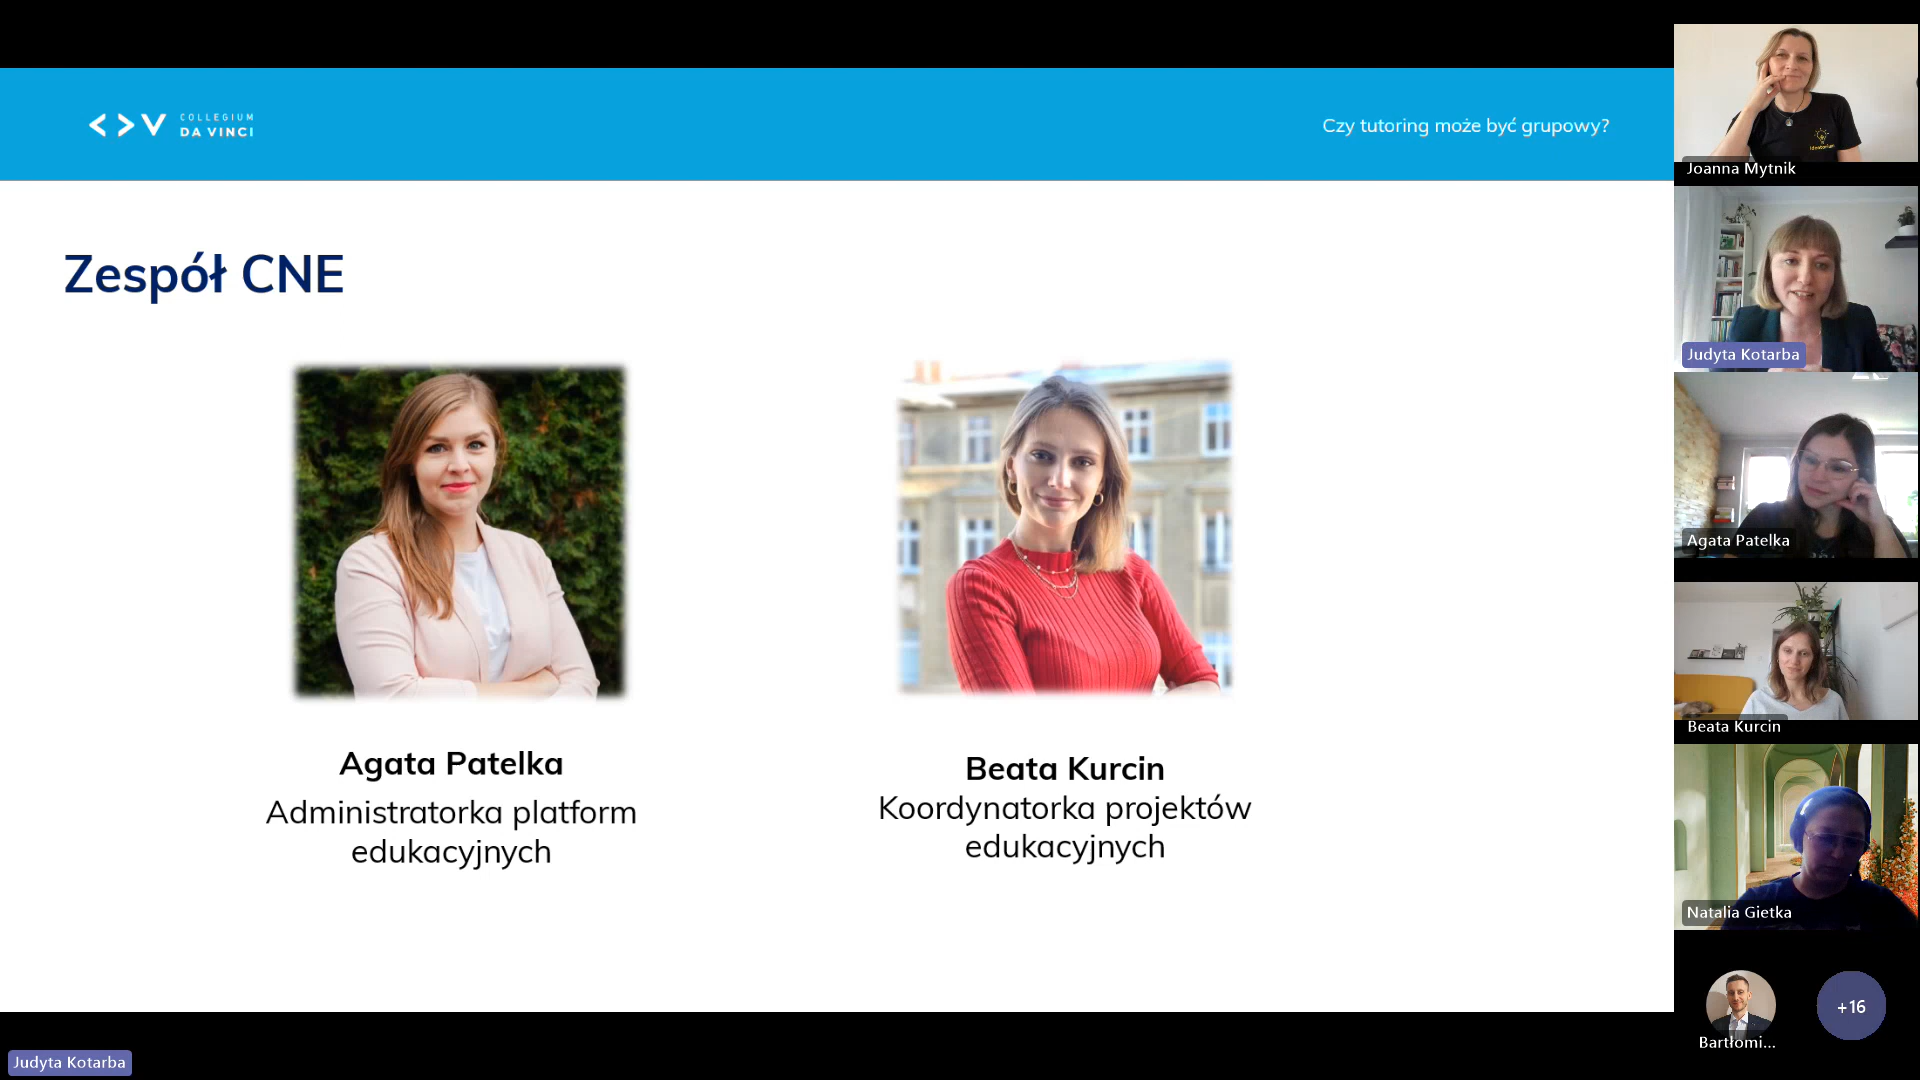 COLLEGIUM
DA VINCI
Czy tutoring może być grupowy?
Zespół CNE
Agata Patelka
Administratorka platform
edukacyjnych
Beata Kurcin
Koordynatorka projektów
edukacyjnych
Joanna Mytnik
Judyta Kotarba
Agata Patelka
Beata Kurcin
Natalia Gietka
Bartłomi...
+16
Judyta Kotarba